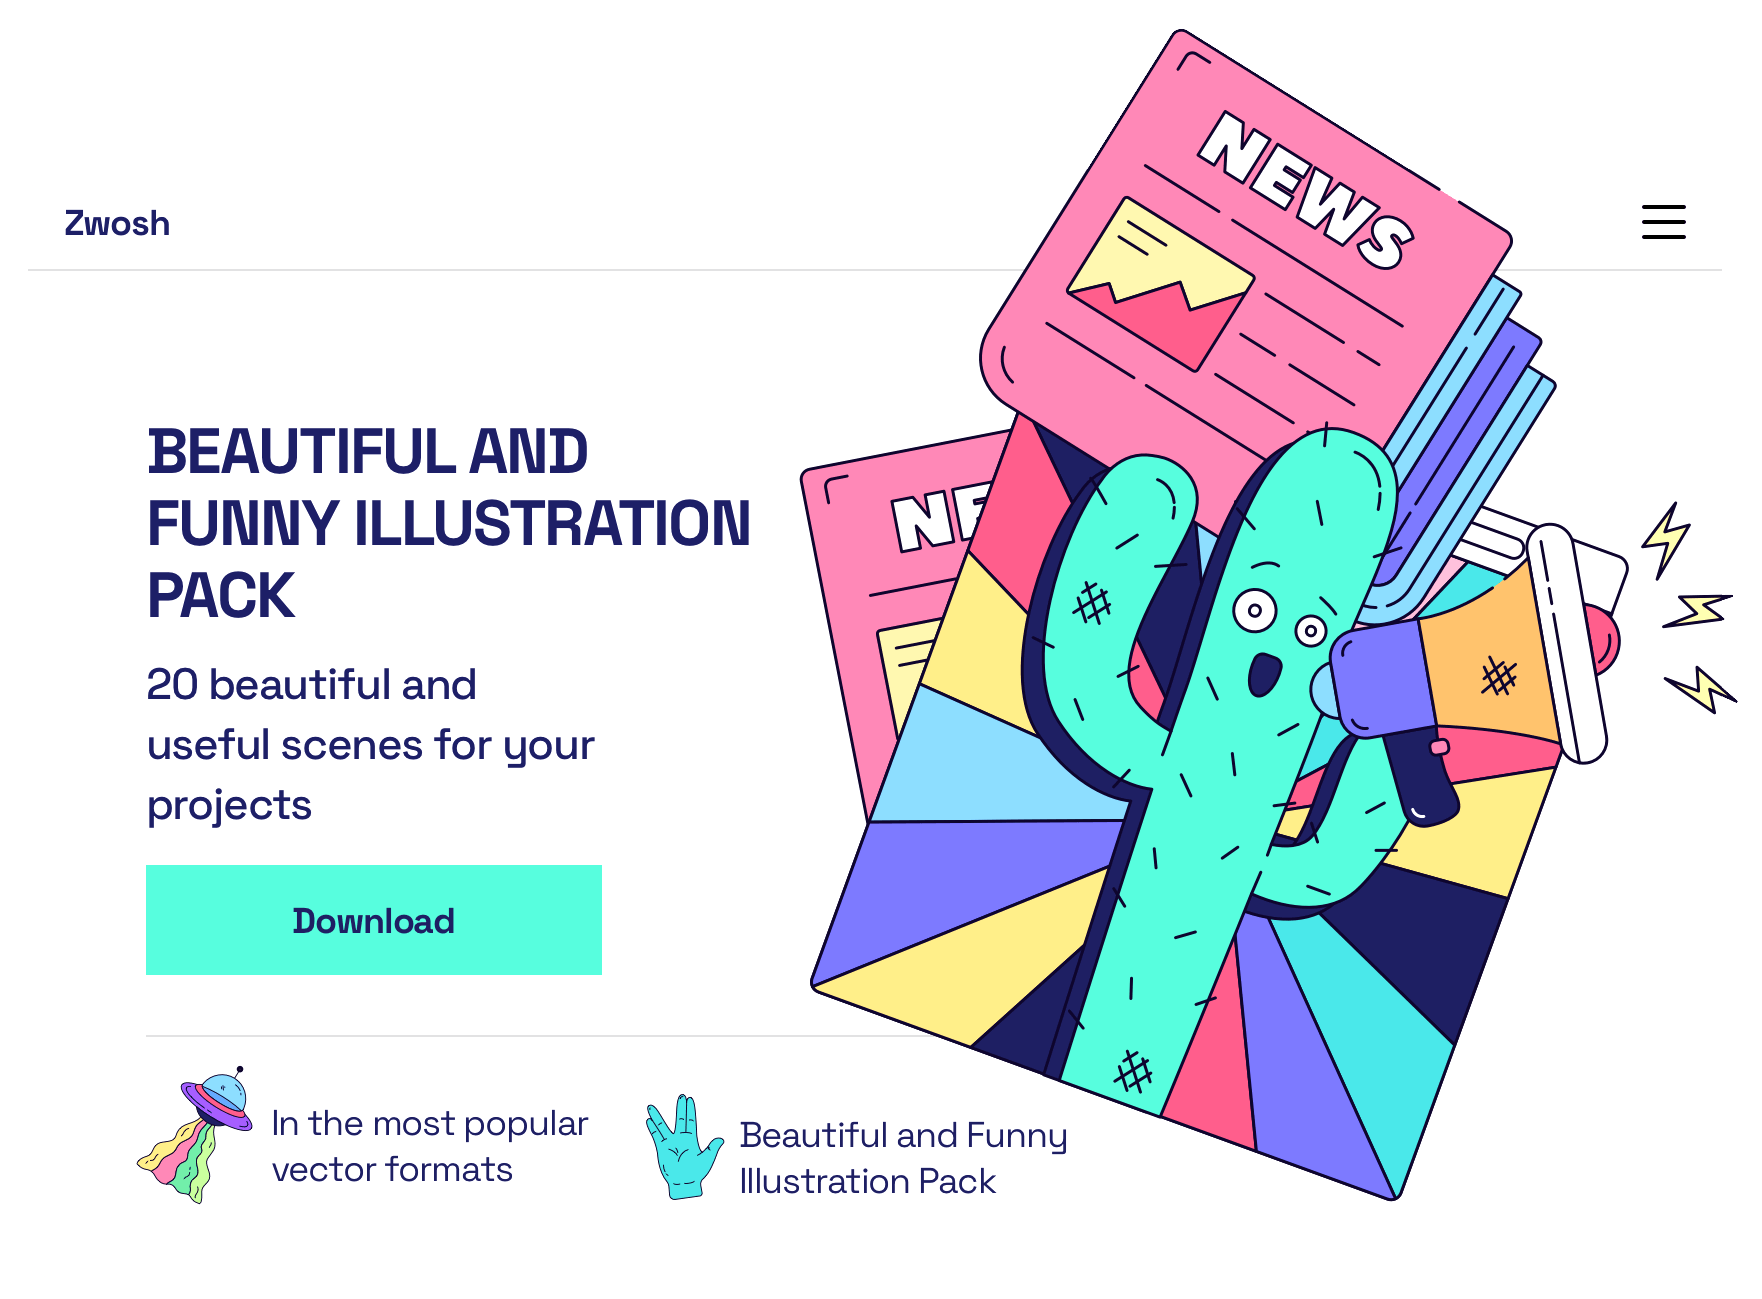 NEWS
Zwosh
BEAUTIFUL AND
FUNNY ILLUSTRATION
PACK
NE
20 beautiful and
useful scenes for your
projects
Download
In the most popular
vector formats
Beautiful and Funny
Illustration Pack